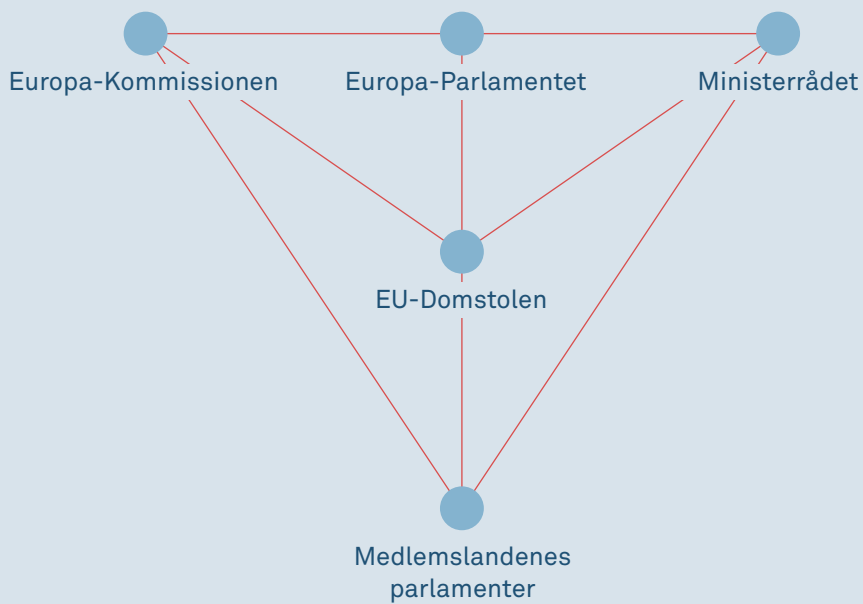 Europa-Kommissionen
Europa-Parlamentet
Ministerrådet
EU-Domstolen
Medlemslandenes
parlamenter